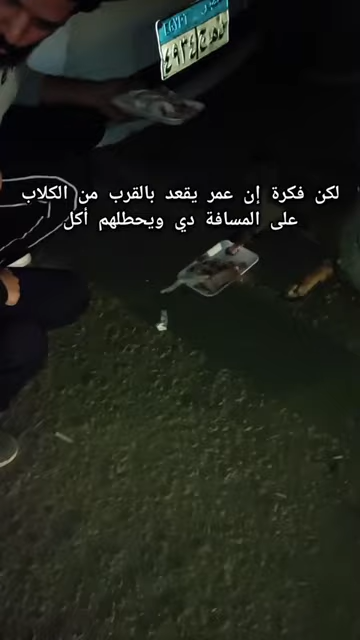 لكن فكرة إن عمر يقعد بالقرب من الكلاب
على المسافة دي ويحطلهم أكل